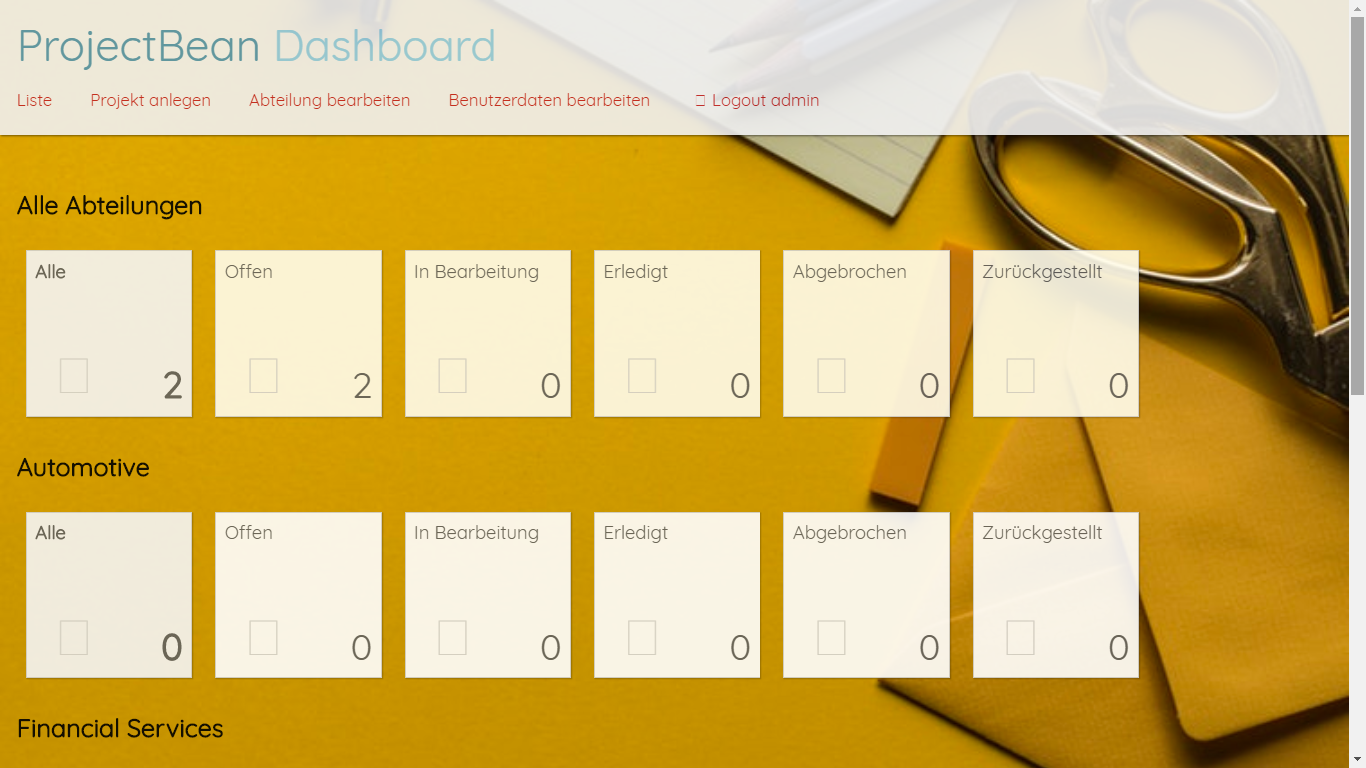 ProjectBean Dashboard
Liste Projekt anlegen Abteilung bearbeiten Benutzerdaten bearbeiten Logout admin
Alle Abteilungen
Alle Offen In Bearbeitung Erledigt Abgebrochen Zurückgestellt
2 2 0 0 0 0
Automotive
Alle Offen In Bearbeitung Erledigt Abgebrochen Zurückgestellt
0 0 0 0 0 0
Financial Services